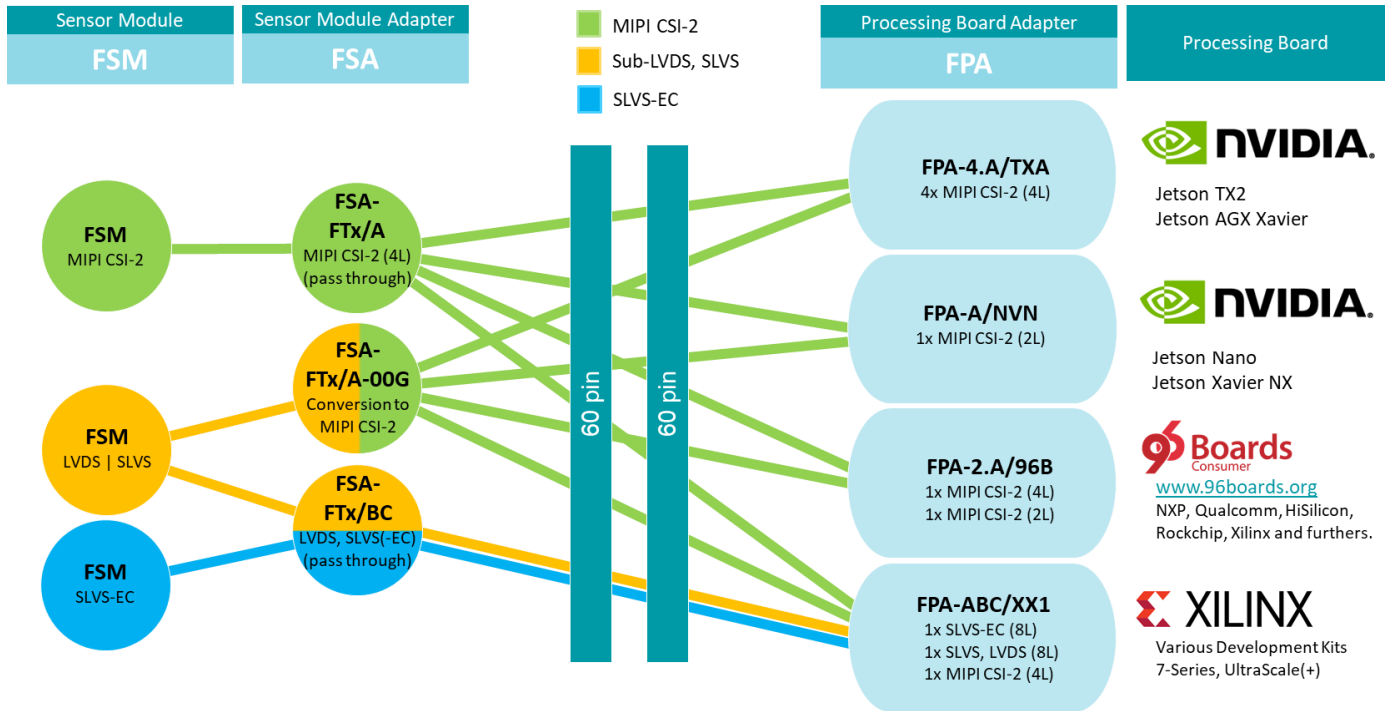 Sensor Module
FSM
Sensor Module Adapter
FSA
MIPI CSI-2
Sub-LVDS, SLVS
SLVS-EC
Processing Board Adapter
FPA
Processing Board
FSM
MIPI CSI-2
FSM
LVDS | SLVS
FSM
SLVS-EC
FSA-
FTx/A
MIPI CSI-2 (4L)
(pass through)
FSA-
FTx/A-00G
Conversion to
MIPI CSI-2
FSA-
FTx/BC
LVDS, SLVS(-EC)
(pass through)
60 pin
60 pin
FPA-4.A/TXA
4x MIPI CSI-2 (4L)
FPA-A/NVN
1x MIPI CSI-2 (2L)
FPA-2.A/96B
1x MIPI CSI-2 (4L)
1x MIPI CSI-2 (2L)
FPA-ABC/XX1
1x SLVS-EC (8L)
1x SLVS, LVDS (8L)
1x MIPI CSI-2 (4L)
NVIDIA.
Jetson TX2
Jetson AGX Xavier
NVIDIA.
Jetson Nano
Jetson Xavier NX
96 Boards
Consumer
www.96boards.org
NXP, Qualcomm, HiSilicon,
Rockchip, Xilinx and furthers.
XILINX
Various Development Kits
7-Series, UltraScale(+)